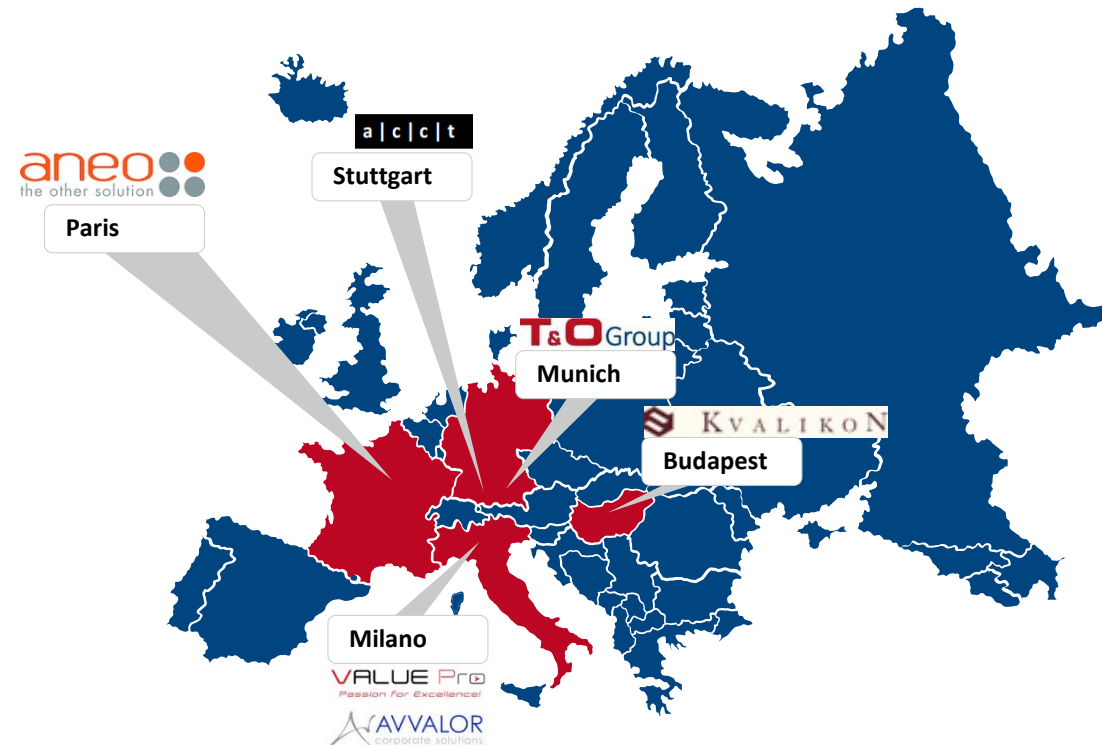 a|c|c|t
Stuttgart
aneo
the other solution
Paris
T&O Group
Munich
KVALIKON
Budapest
Milano
VALUE Pro
Passion For Excellence!
AVVALOR
corporate solutions